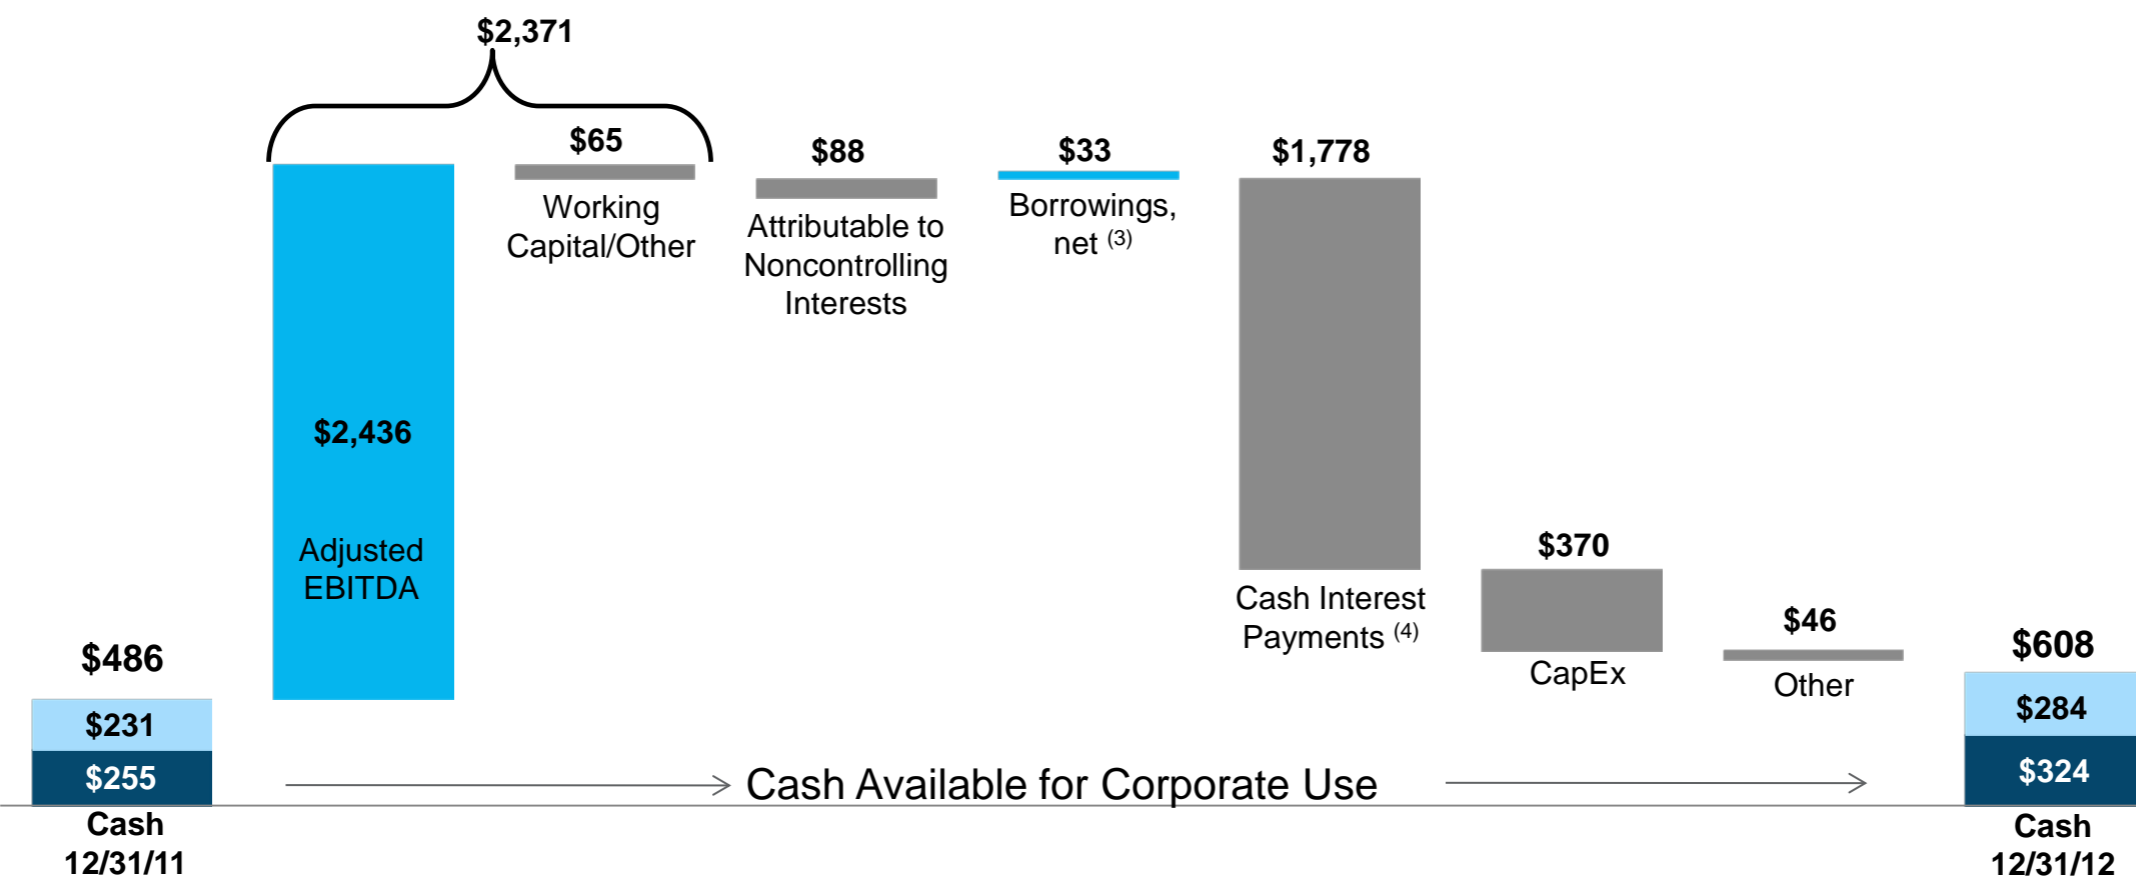 $2,371
$65
Working
Capital/Other
$88
Attributable to
Noncontrolling
Interests
$33
Borrowings,
net (3)
$1,778
Cash Interest
Payments (4)
$2,436
Adjusted
EBITDA
$370
CapEx
$46
Other
$486
$231
$255
Cash
12/31/11
Cash Available for Corporate Use
$608
$284
$324
Cash
12/31/12